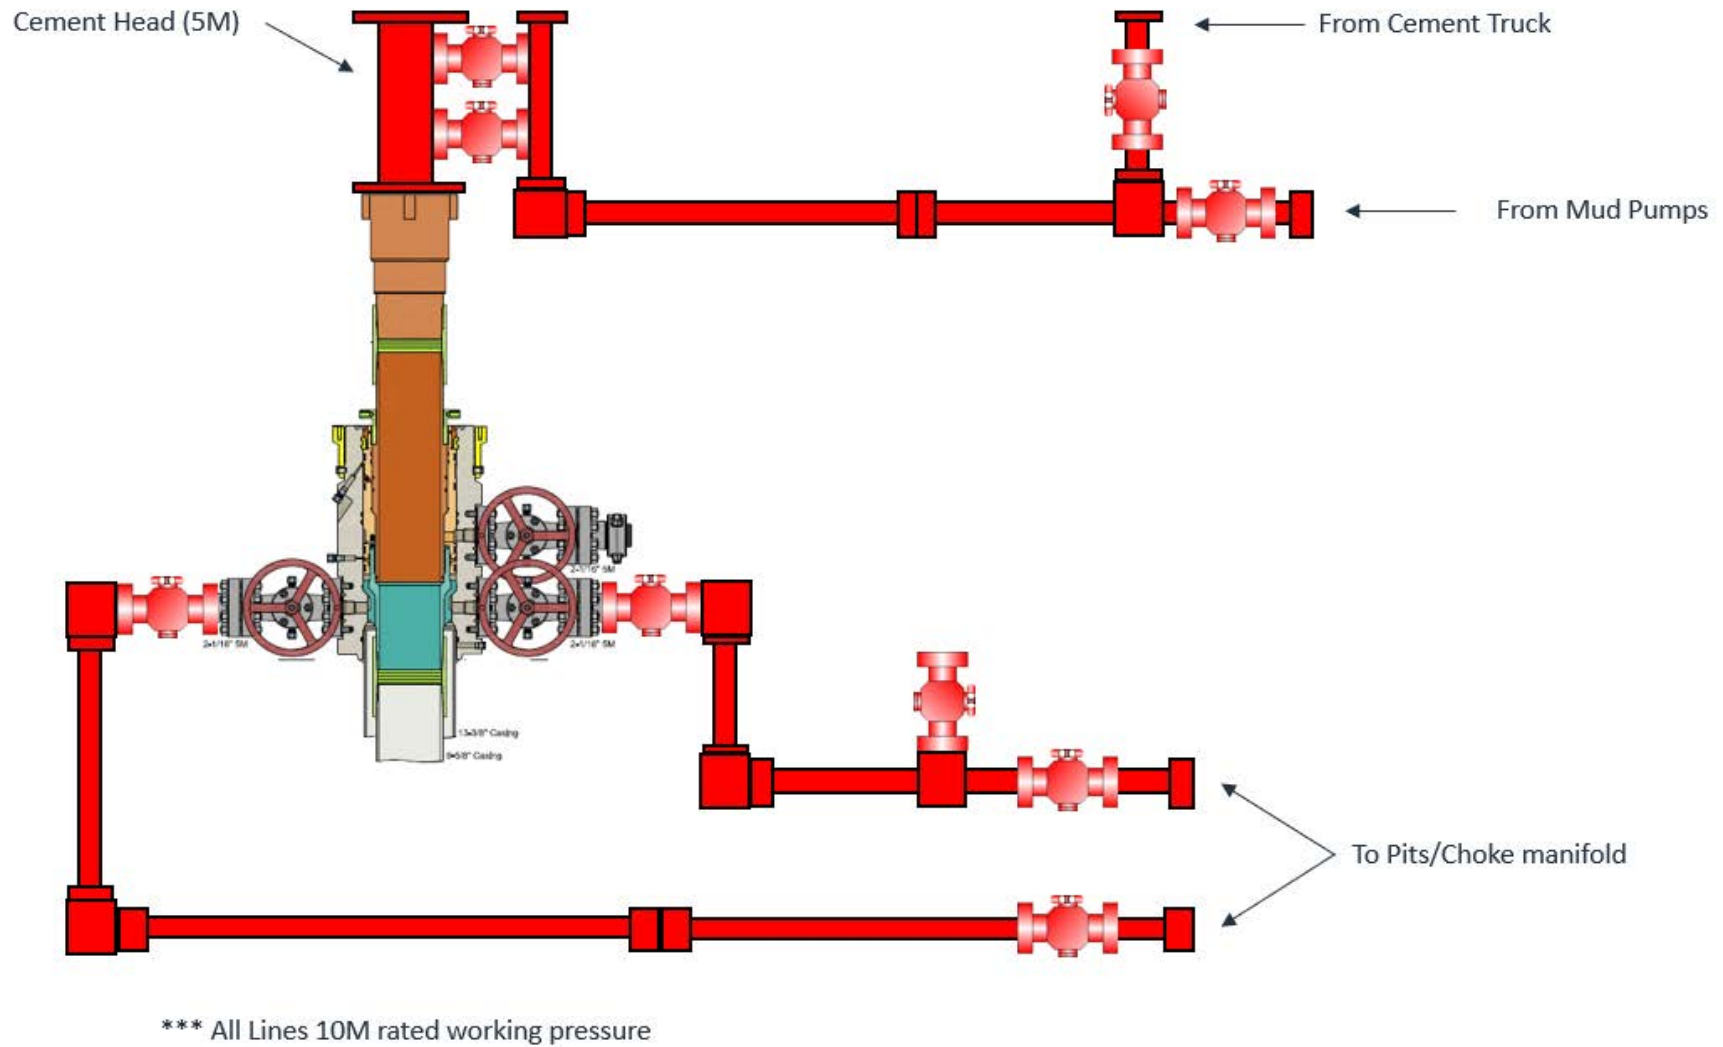 Cement Head (5M)
From Cement Truck
From Mud Pumps
2-1/16" 5M
2-1/16" 5M
2-1/16" 5M
13-3/8" Casing
9-5/8" Casing
To Pits/Choke manifold
*** All Lines 10M rated working pressure